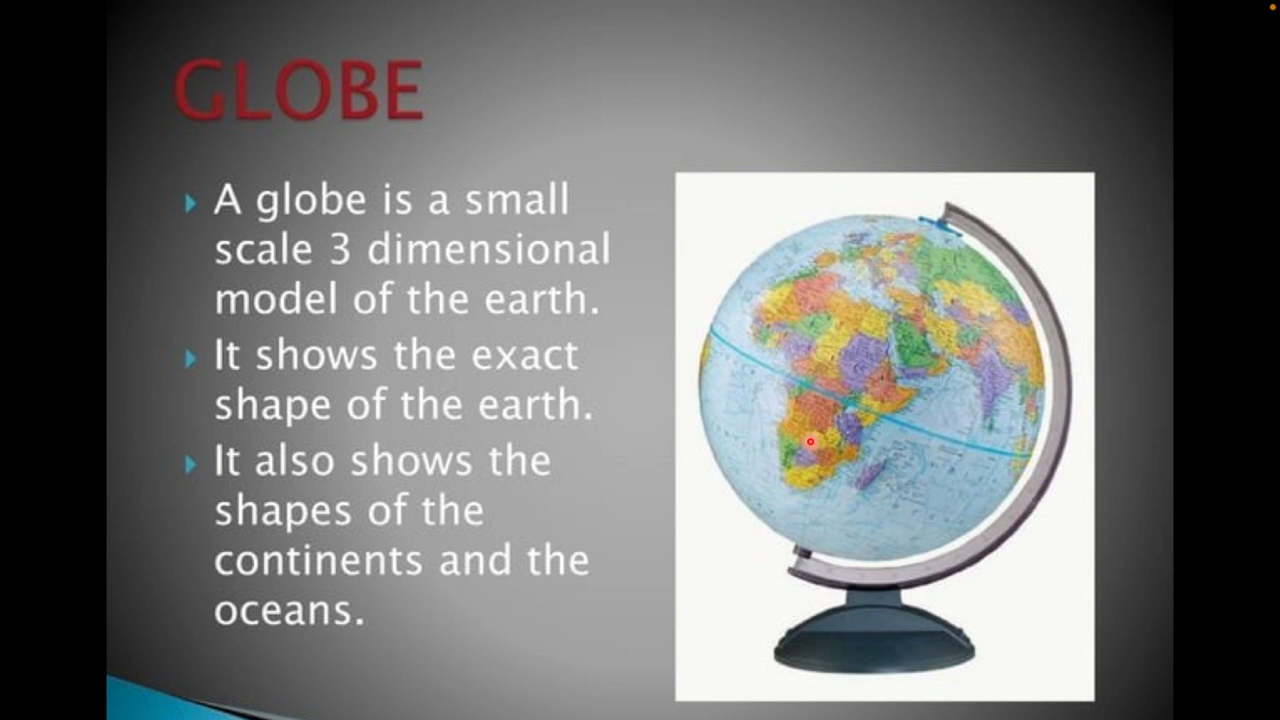 GLOBE
A globe is a small
scale 3 dimensional
model of the earth.
It shows the exact
shape of the earth.
It also shows the
shapes of the
continents and the
oceans.